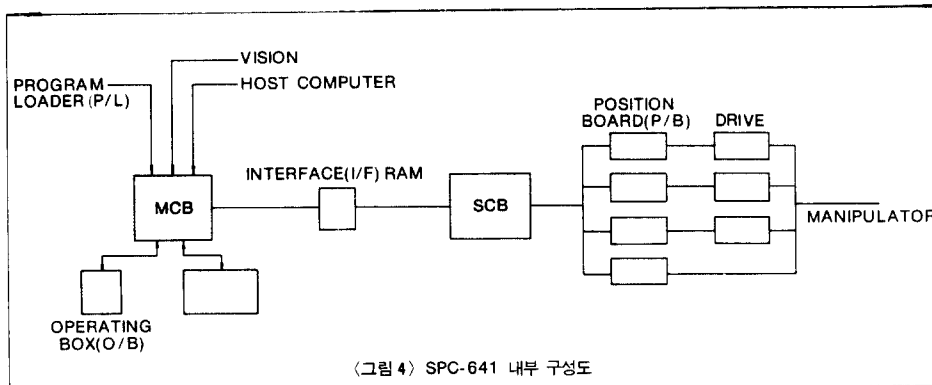 VISION
HOST COMPUTER
PROGRAM
LOADER (P/L)
POSITION
BOARD(P/B)
DRIVE
INTERFACE(I/F) RAM
MCB
SCB
MANIPULATOR
OPERATING
BOX(O/B)
〈그림 4〉 SPC-641 내부 구성도